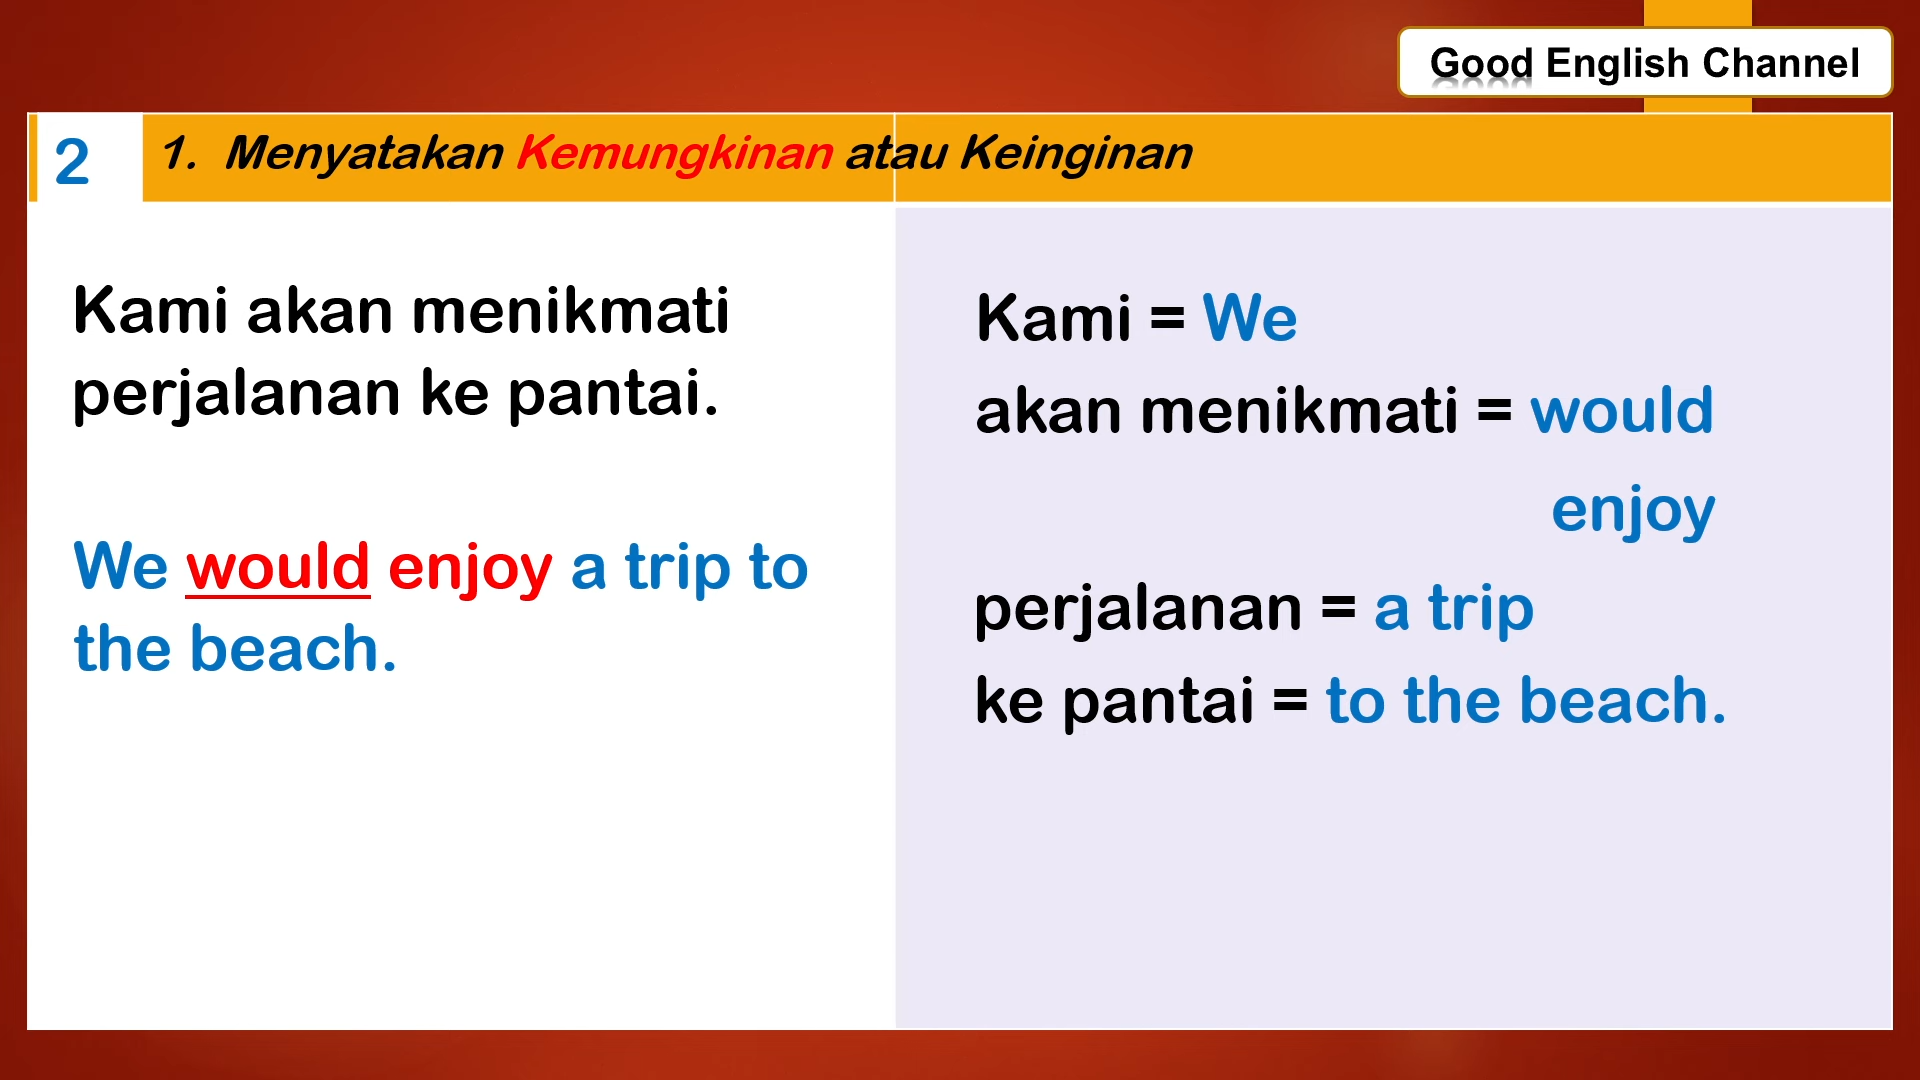 Good English Channel
2
1. Menyatakan Kemungkinan atau Keinginan
Kami akan menikmati
perjalanan ke pantai.
We would enjoy a trip to
the beach.
Kami = We
akan menikmati = would
enjoy
perjalanan = a trip
ke pantai = to the beach.